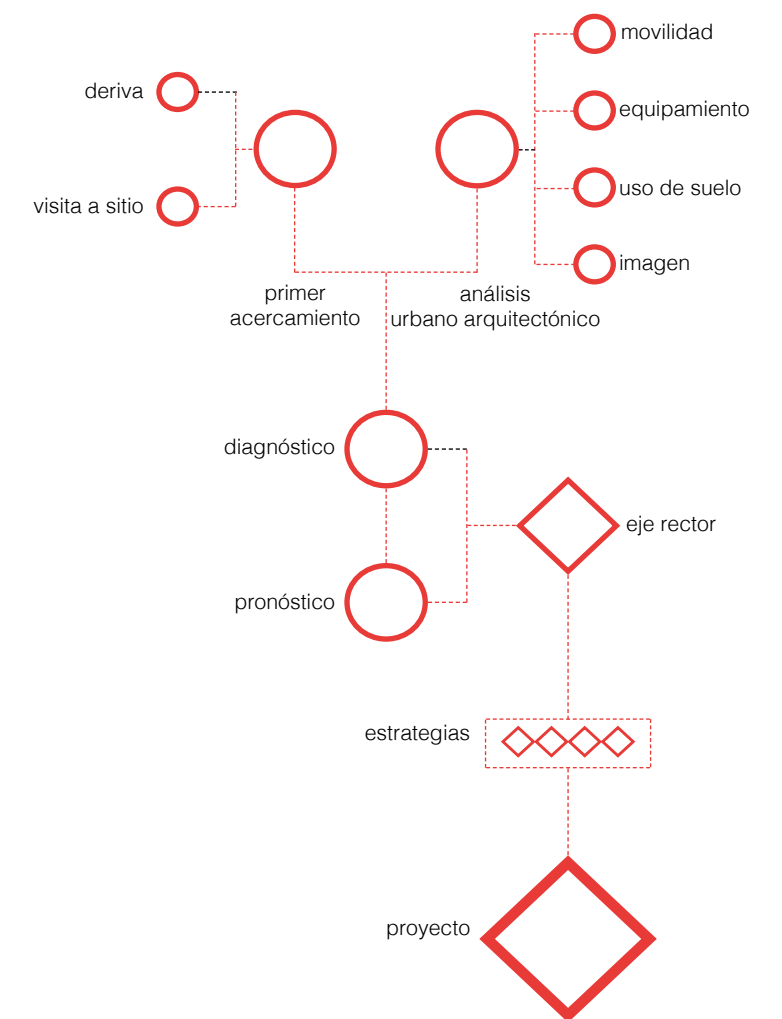 movilidad
deriva
equipamiento
visita a sitio
uso de suelo
imagen
primer
acercamiento
análisis
urbano arquitectónico
diagnóstico
eje rector
pronóstico
estrategias
proyecto